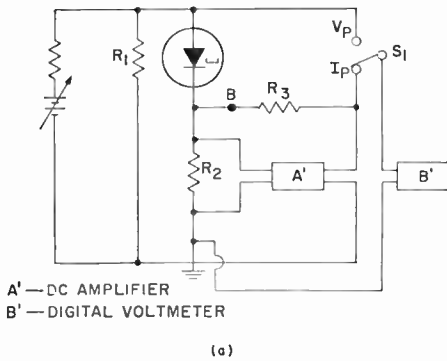 V_P
R_1
S_1
I_P
B
R_3
R_2
A'
B'
A' — DC AMPLIFIER
B' — DIGITAL VOLTMETER
(a)